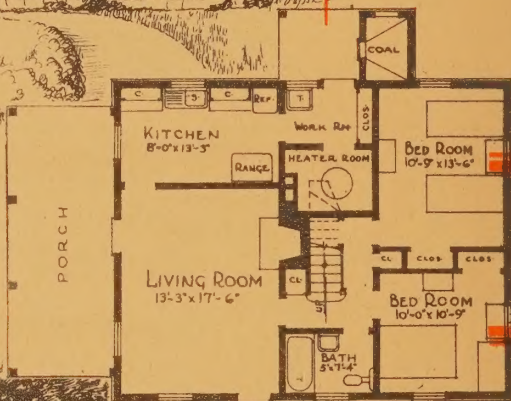 COAL
C.
S
C.
REF.
T.
CLOS.
KITCHEN
8'-0" x 13'-3"
WORK RM.
HEATER ROOM
RANGE
BED ROOM
10'-9" x 13'-6"
PORCH
LIVING ROOM
13'-3" x 17'-6"
CL.
UP
CL.
CLOS.
CLOS.
BED ROOM
10'-0" x 10'-9"
BATH
5' x 7'-4"